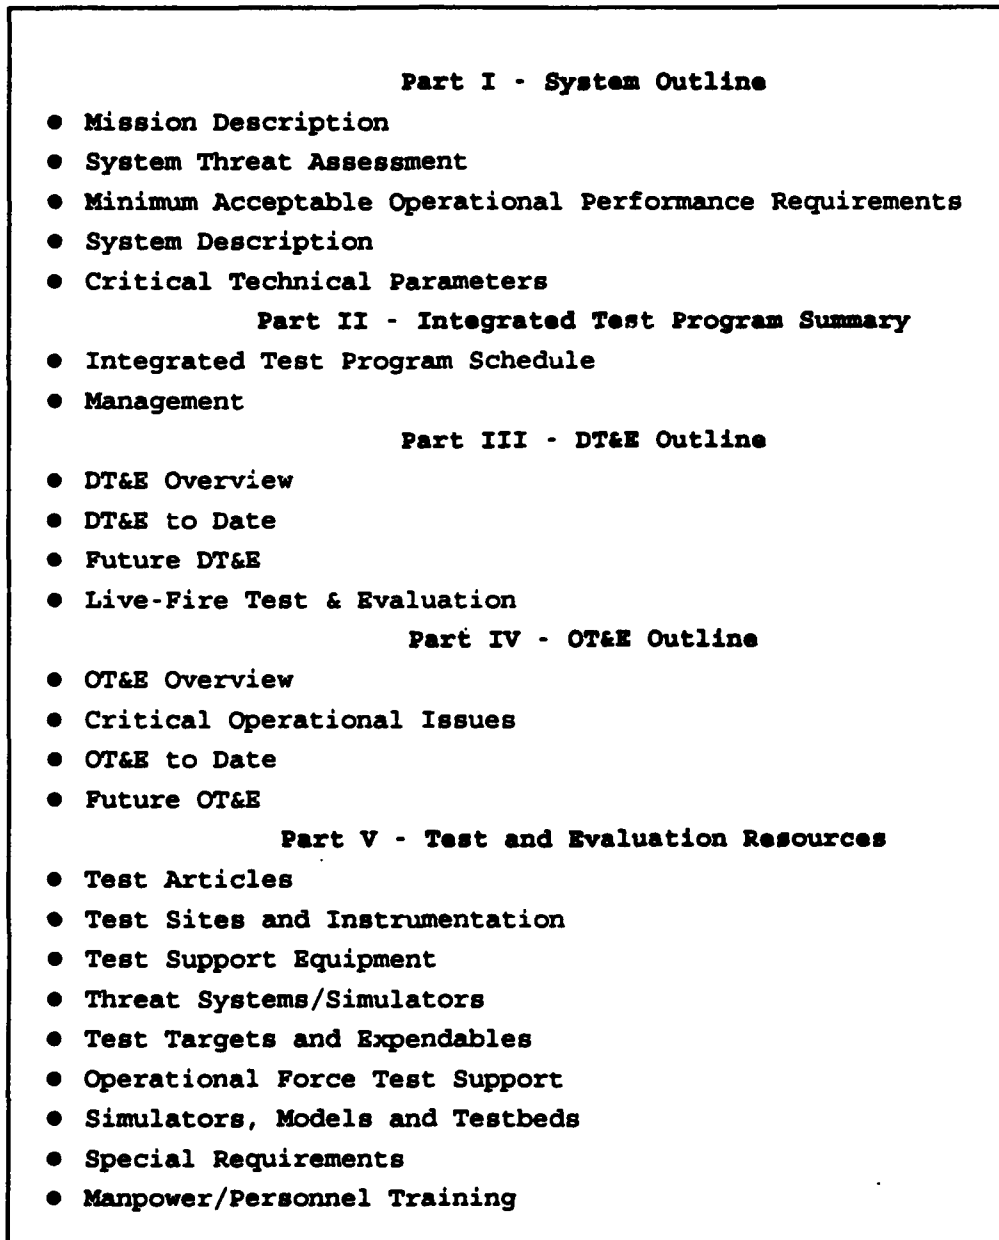 Part I - System Outline
● Mission Description
● System Threat Assessment
● Minimum Acceptable Operational Performance Requirements
● System Description
● Critical Technical Parameters
Part II - Integrated Test Program Summary
● Integrated Test Program Schedule
● Management
Part III - DT&E Outline
● DT&E Overview
● DT&E to Date
● Future DT&E
● Live-Fire Test & Evaluation
Part IV - OT&E Outline
● OT&E Overview
● Critical Operational Issues
● OT&E to Date
● Future OT&E
Part V - Test and Evaluation Resources
● Test Articles
● Test Sites and Instrumentation
● Test Support Equipment
● Threat Systems/Simulators
● Test Targets and Expendables
● Operational Force Test Support
● Simulators, Models and Testbeds
● Special Requirements
● Manpower/Personnel Training